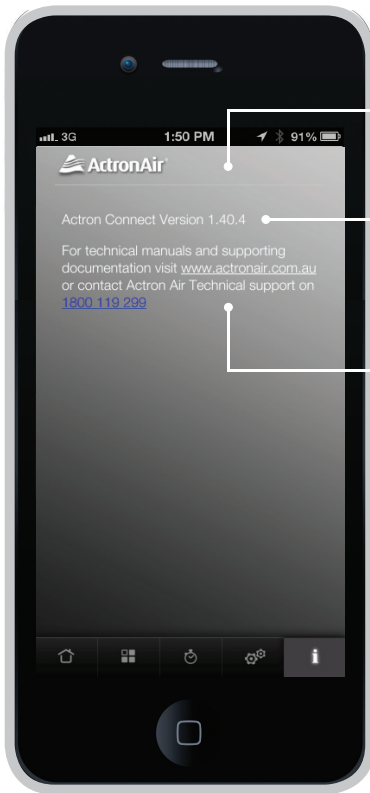 3G 1:50 PM 91%
ActronAir
Actron Connect Version 1.40.4
For technical manuals and supporting
documentation visit www.actronair.com.au
or contact Actron Air Technical support on
1800 119 299
i